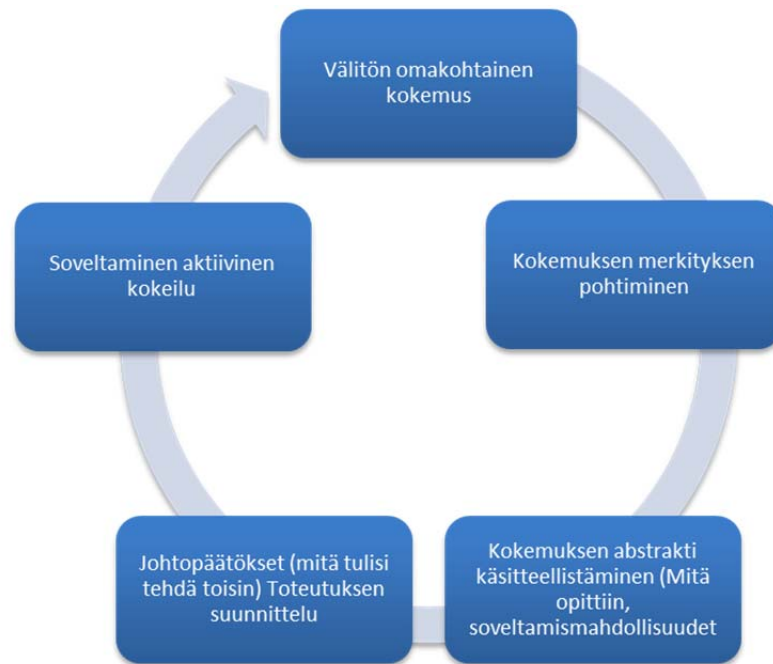 Välitön omakohtainen
kokemus
Kokemuksen merkityksen
pohtiminen
Kokemuksen abstrakti
käsitteellistäminen (Mitä
opittiin,
soveltamismahdollisuudet
Johtopäätökset (mitä tulisi
tehdä toisin) Toteutuksen
suunnittelu
Soveltaminen aktiivinen
kokeilu